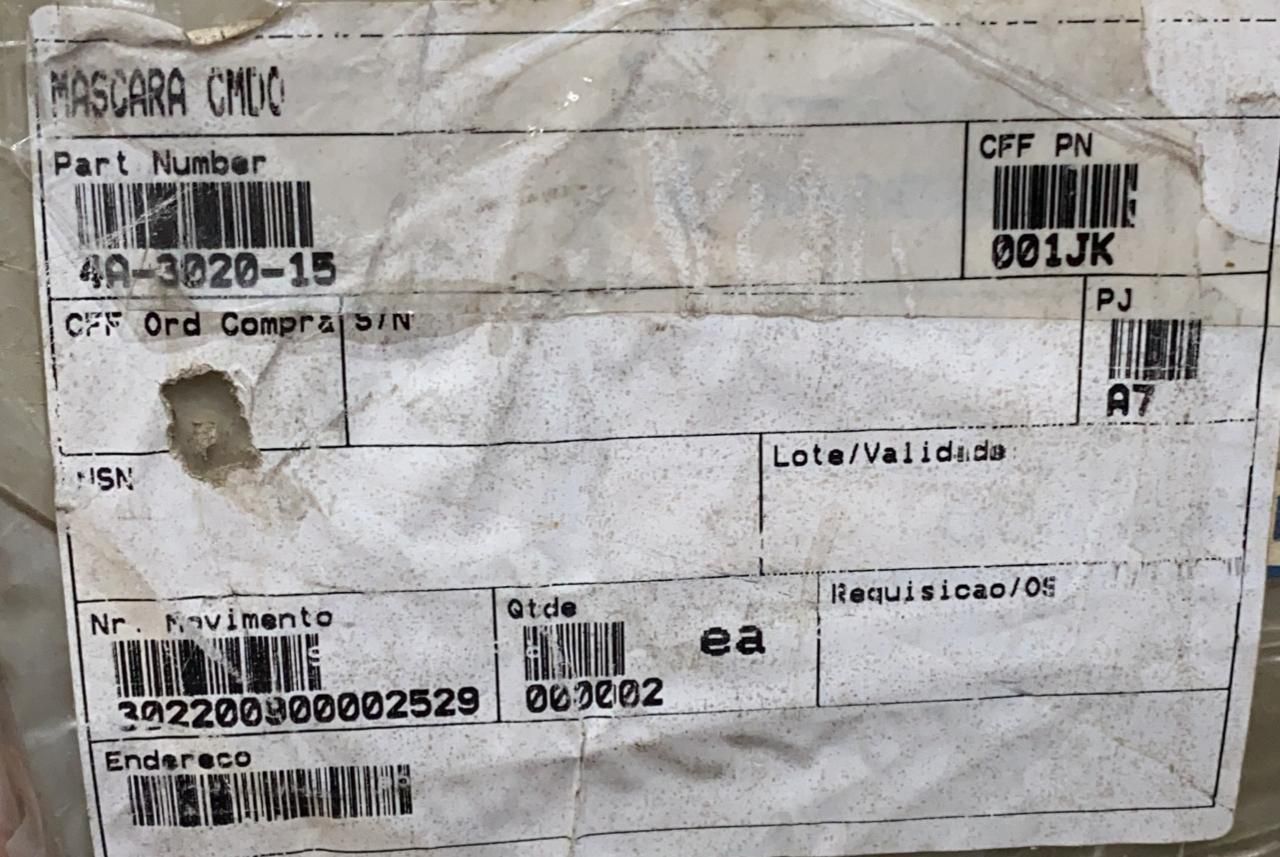 MASCARA CMDO
Part Number
4A-3020-15
CFF PN
001JK
CFF Ord Compra
S/N
PJ
A7
NSN
Lote/Validade
Nr. Movimento
Qtde
000002
ea
Requisicao/OS
Endereco